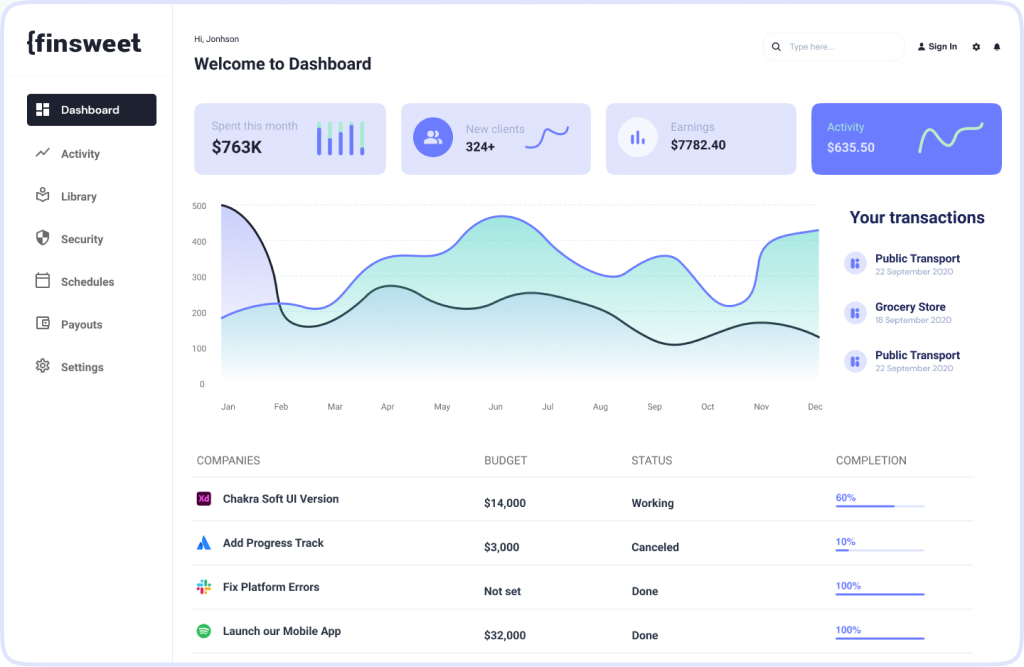 {finsweet
Dashboard
Activity
Library
Security
Schedules
Payouts
Settings
Hi, Jonhson
Welcome to Dashboard
Type here...
Sign In
Spent this month
$763K
New clients
324+
Earnings
$7782.40
Activity
$635.50
500
400
300
200
100
0
Jan Feb Mar Apr May Jun Jul Aug Sep Oct Nov Dec
Your transactions
Public Transport
22 September 2020
Grocery Store
18 September 2020
Public Transport
22 September 2020
COMPANIES BUDGET STATUS COMPLETION
Xd Chakra Soft UI Version $14,000 Working 60%
Add Progress Track $3,000 Canceled 10%
Fix Platform Errors Not set Done 100%
Launch our Mobile App $32,000 Done 100%